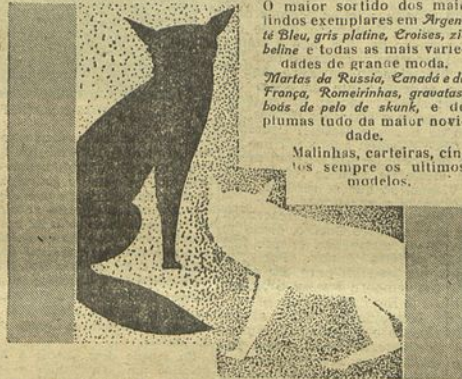 O maior sortido dos mais
lindos exemplares em Argen-
té Bleu, gris platine, Croises, zi-
beline e todas as mais varie-
dades de grande moda.
Martas da Russia, Canadá e da
França, Romeirinhas, gravatas,
boás de pelo de skunk, e de
plumas tudo da maior novi-
dade.
Malinhas, carteiras, cin-
tos sempre os ultimos
modelos.